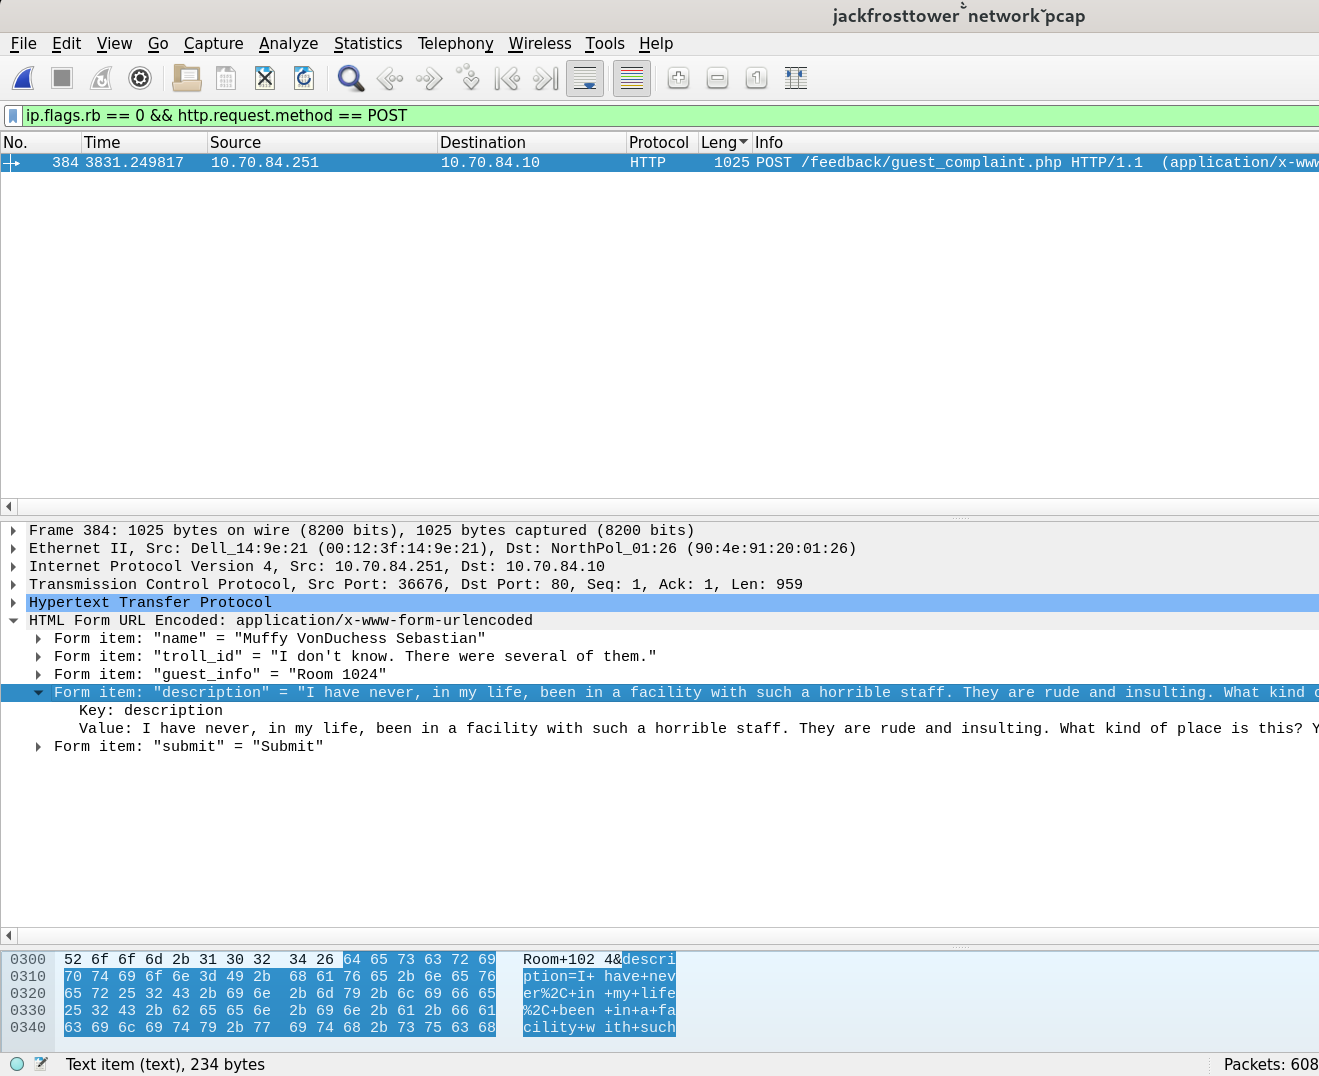 jackfrosttower network pcap
File Edit View Go Capture Analyze Statistics Telephony Wireless Tools Help
ip.flags.rb == 0 && http.request.method == POST
No. Time Source Destination Protocol Leng Info
384 3831.249817 10.70.84.251 10.70.84.10 HTTP 1025 POST /feedback/guest_complaint.php HTTP/1.1 (application/x-www
Frame 384: 1025 bytes on wire (8200 bits), 1025 bytes captured (8200 bits)
Ethernet II, Src: Dell_14:9e:21 (00:12:3f:14:9e:21), Dst: NorthPol_01:26 (90:4e:91:20:01:26)
Internet Protocol Version 4, Src: 10.70.84.251, Dst: 10.70.84.10
Transmission Control Protocol, Src Port: 36676, Dst Port: 80, Seq: 1, Ack: 1, Len: 959
Hypertext Transfer Protocol
HTML Form URL Encoded: application/x-www-form-urlencoded
Form item: "name" = "Muffy VonDuchess Sebastian"
Form item: "troll_id" = "I don't know. There were several of them."
Form item: "guest_info" = "Room 1024"
Form item: "description" = "I have never, in my life, been in a facility with such a horrible staff. They are rude and insulting. What kind
Key: description
Value: I have never, in my life, been in a facility with such a horrible staff. They are rude and insulting. What kind of place is this? Y
Form item: "submit" = "Submit"
0300 52 6f 6f 6d 2b 31 30 32 34 26 64 65 73 63 72 69 Room+102 4&descri
0310 70 74 69 6f 6e 3d 49 2b 68 61 76 65 2b 6e 65 76 ption=I+ have+nev
0320 65 72 25 32 43 2b 69 6e 2b 6d 79 2b 6c 69 66 65 er%2C+in +my+life
0330 25 32 43 2b 62 65 65 6e 2b 69 6e 2b 61 2b 66 61 %2C+been +in+a+fa
0340 63 69 6c 69 74 79 2b 77 69 74 68 2b 73 75 63 68 cility+w ith+such
Text item (text), 234 bytes Packets: 608